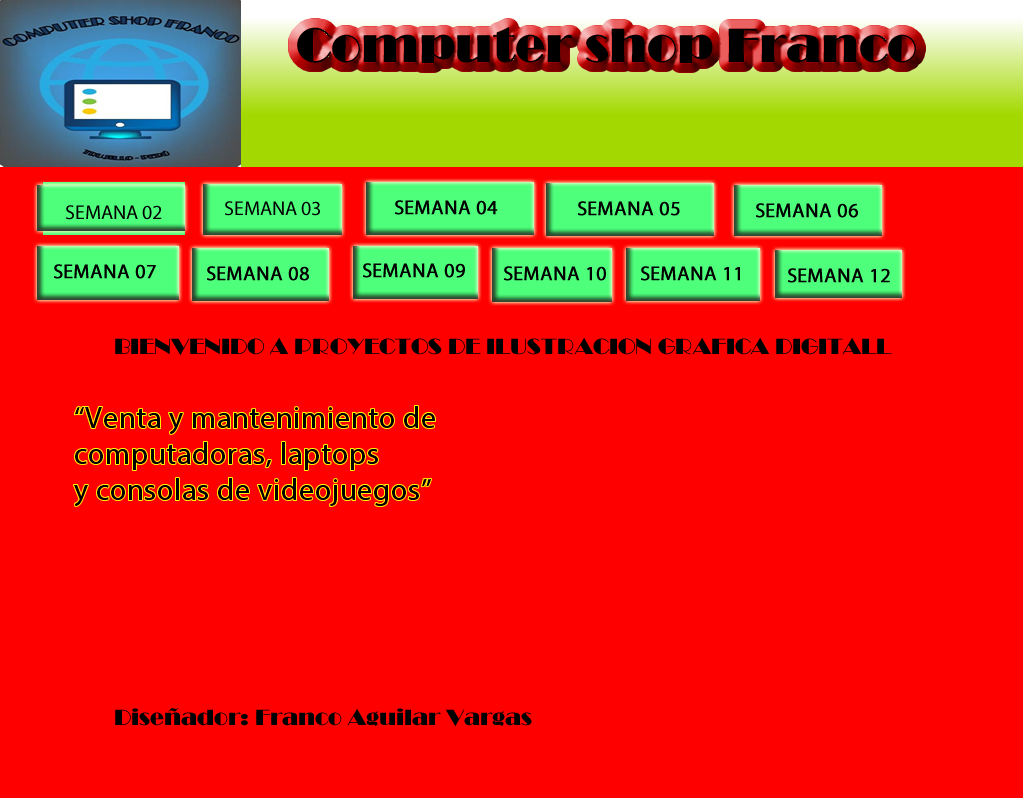 COMPUTER SHOP FRANCO
TRUJILLO - PERÚ
Computer shop Franco
SEMANA 02
SEMANA 03
SEMANA 04
SEMANA 05
SEMANA 06
SEMANA 07
SEMANA 08
SEMANA 09
SEMANA 10
SEMANA 11
SEMANA 12
BIENVENIDO A PROYECTOS DE ILUSTRACION GRAFICA DIGITALL
“Venta y mantenimiento de
computadoras, laptops
y consolas de videojuegos”
Diseñador: Franco Aguilar Vargas